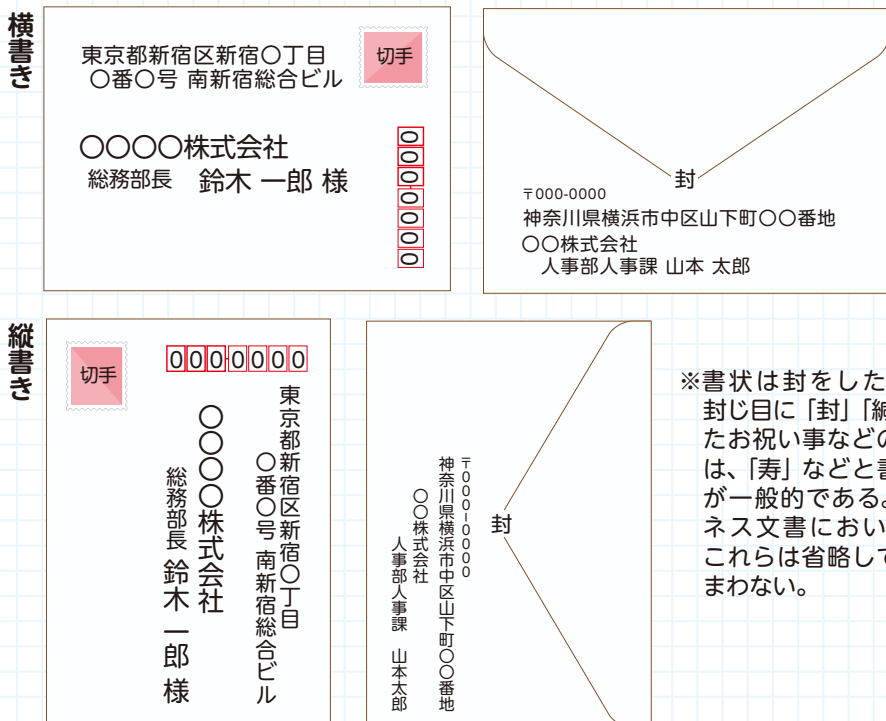 横書き
東京都新宿区新宿〇丁目
〇番〇号 南新宿総合ビル
切手
〇〇〇〇株式会社
総務部長 鈴木 一郎 様
0000000
封
〒000-0000
神奈川県横浜市中区山下町〇〇番地
〇〇株式会社
人事部人事課 山本 太郎
縦書き
切手
0000000
東京都新宿区新宿〇丁目
〇番〇号 南新宿総合ビル
〇〇〇〇株式会社
総務部長 鈴木 一郎 様
封
〒000-0000
神奈川県横浜市中区山下町〇〇番地
〇〇株式会社
人事部人事課 山本太郎
※書状は封をした
封じ目に「封」「
たお祝い事などの
は、「寿」などと書
が一般的である。
ネス文書におい
これらは省略して
まわない。